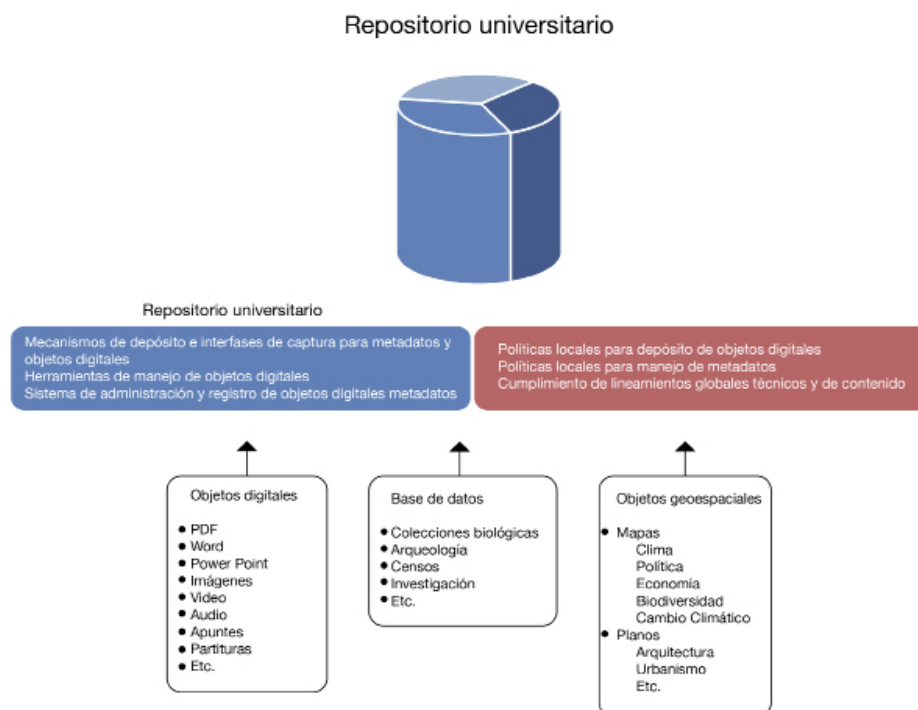 Repositorio universitario
Repositorio universitario
Mecanismos de depósito e interfases de captura para metadatos y
objetos digitales
Herramientas de manejo de objetos digitales
Sistema de administración y registro de objetos digitales metadatos
Políticas locales para depósito de objetos digitales
Políticas locales para manejo de metadatos
Cumplimiento de lineamientos globales técnicos y de contenido
Objetos digitales
• PDF
• Word
• Power Point
• Imágenes
• Video
• Audio
• Apuntes
• Partituras
• Etc.
Base de datos
• Colecciones biológicas
• Arqueología
• Censos
• Investigación
• Etc.
Objetos geoespaciales
• Mapas
Clima
Política
Economía
Biodiversidad
Cambio Climático
• Planos
Arquitectura
Urbanismo
Etc.